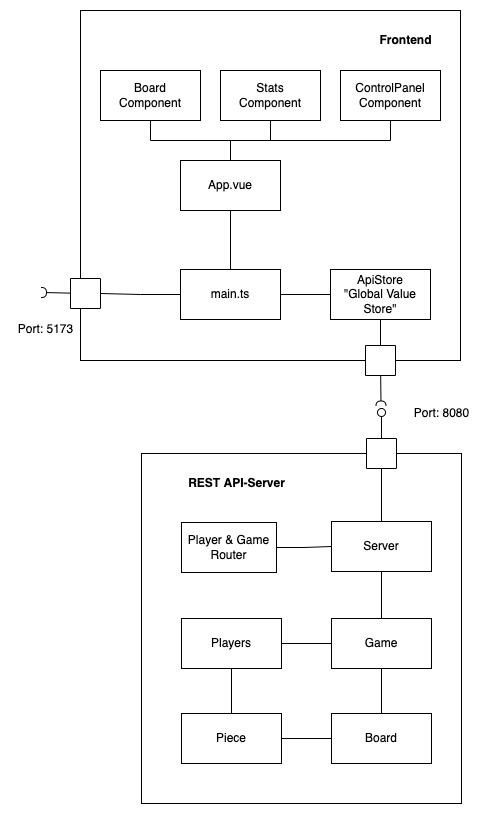 Frontend
Board
Component
Stats
Component
ControlPanel
Component
App.vue
main.ts
ApiStore
"Global Value
Store"
Port: 5173
Port: 8080
REST API-Server
Player & Game
Router
Server
Players
Game
Piece
Board